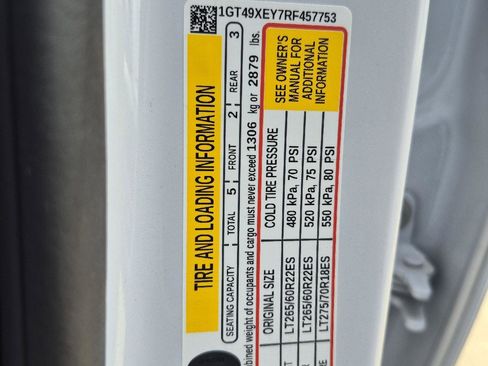 1GT49XEY7RF457753
TIRE AND LOADING INFORMATION
SEATING CAPACITY TOTAL 5 FRONT 2 REAR 3
mbined weight of occupants and cargo must never exceed 1306 kg or 2879 lbs.
ORIGINAL SIZE COLD TIRE PRESSURE
LT265/60R22ES 480 kPa, 70 PSI
LT265/60R22ES 520 kPa, 75 PSI
LT275/70R18ES 550 kPa, 80 PSI
SEE OWNER'S
MANUAL FOR
ADDITIONAL
INFORMATION